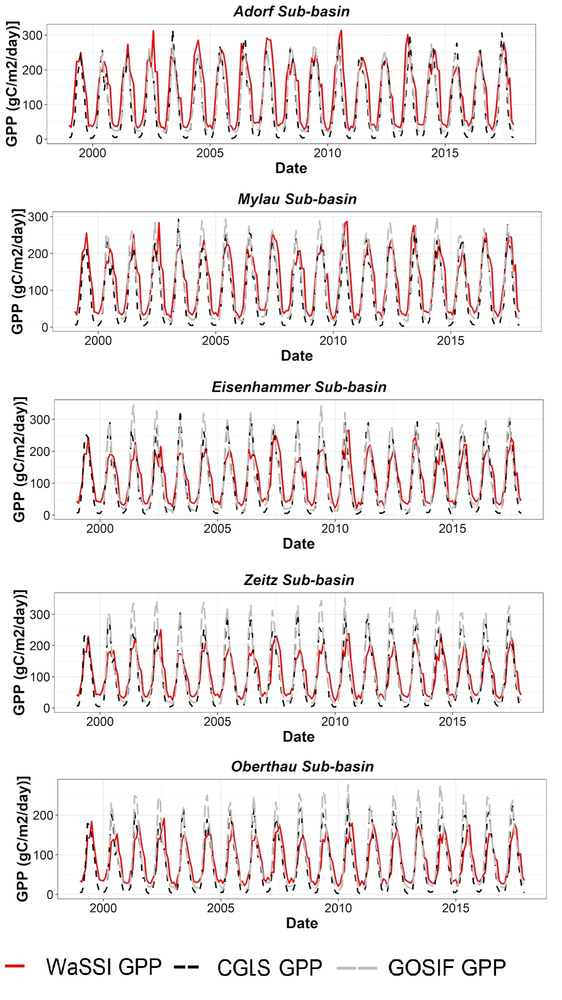 Adorf Sub-basin
GPP (gC/m2/day)]
300
200
100
0
2000 2005 2010 2015
Date
Mylau Sub-basin
GPP (gC/m2/day)]
300
200
100
0
2000 2005 2010 2015
Date
Eisenhammer Sub-basin
GPP (gC/m2/day)]
300
200
100
0
2000 2005 2010 2015
Date
Zeitz Sub-basin
GPP (gC/m2/day)]
300
200
100
0
2000 2005 2010 2015
Date
Oberthau Sub-basin
GPP (gC/m2/day)]
200
100
0
2000 2005 2010 2015
Date
WaSSI GPP CGLS GPP GOSIF GPP